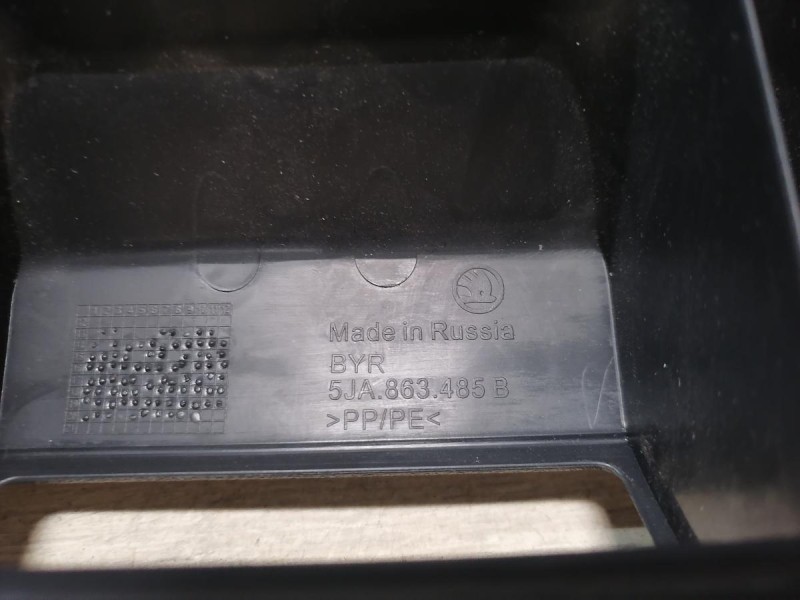 Made in Russia
BYR
5JA.863.485 B
>PP/PE<